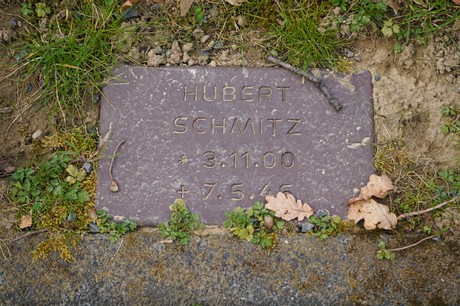 HUBERT
SCHMITZ
* 3.11.00
+ 7.5.45